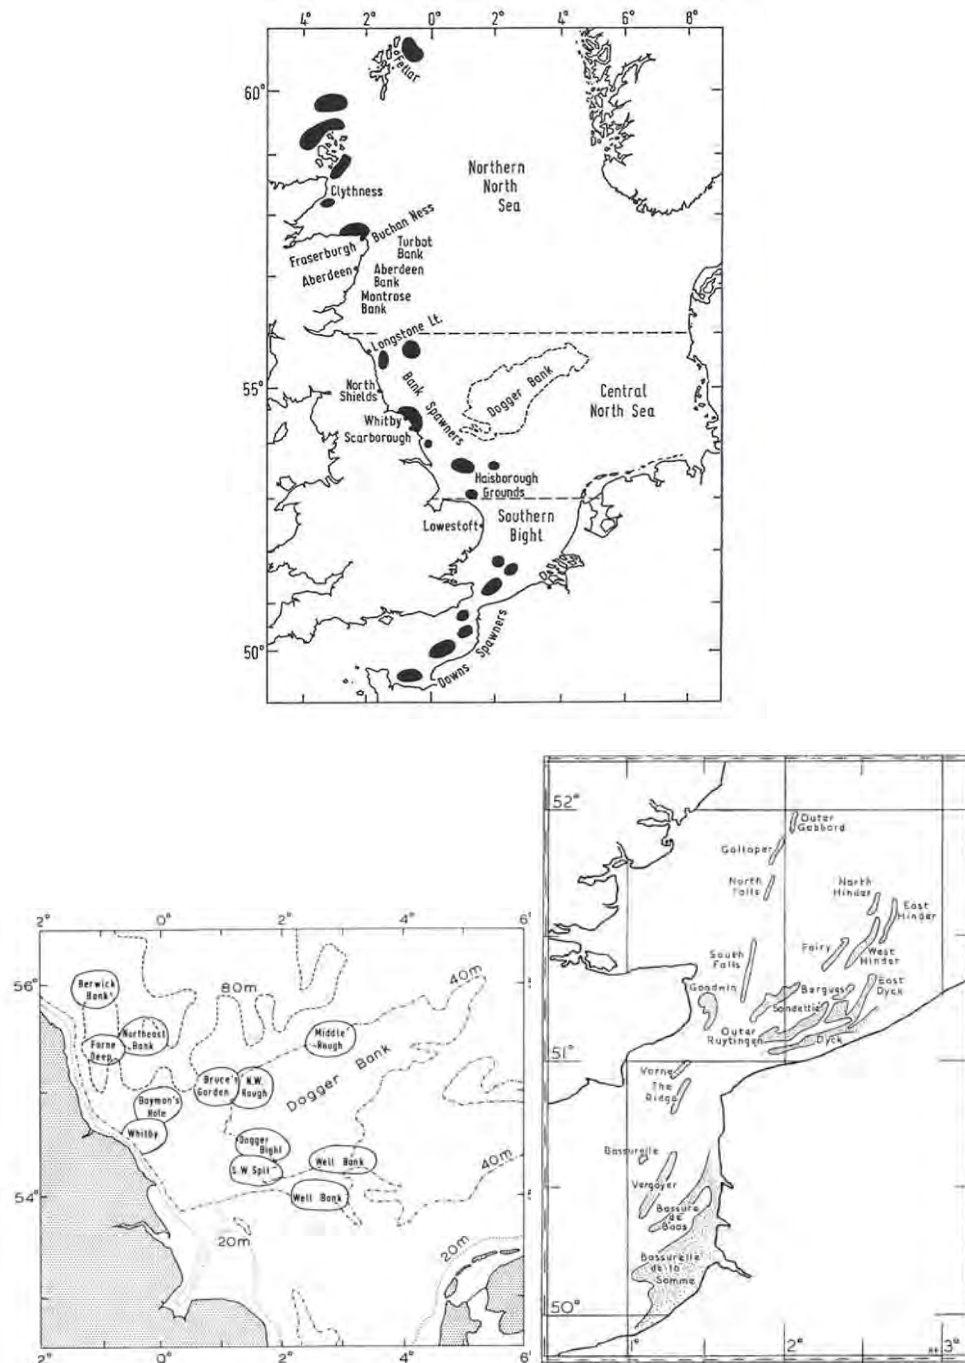 4° 2° 0° 2° 4° 6° 8°
60°
Fetlar
Northern
North
Sea
Clythness
Buchan Ness
Fraserburgh
Turbot
Bank
Aberdeen
Aberdeen
Bank
Montrose
Bank
Longstone Lt.
55°
North
Shields
Bank Spawners
Dogger Bank
Central
North Sea
Whitby
Scarborough
Haisborough
Grounds
Southern
Bight
Lowestoft
50°
Downs Spawners
2° 0° 2° 4° 6°
56°
Berwick
Bank
80m
40m
Northeast
Bank
Farne
Deep
Middle
Rough
Bruce's
Garden
N.W.
Rough
Dogger Bank
Baymon's
Hole
Whitby
Dogger
Bight
S.W Spit
Well Bank
40m
54°
Well Bank
20m
20m
2° 0° 2° 4°
52°
Outer
Gabbard
Galloper
North
Falls
North
Hinder
East
Hinder
South
Falls
Fairy
West
Hinder
Goodwin
Bergues
East
Dyck
Sandettie
Outer
Ruytingen
Dyck
51°
Varne
The
Ridge
Bassurelle
Vergoyer
Bassure
de
Baas
Bassurelle
de la
Somme
50°
1° 2° 3°